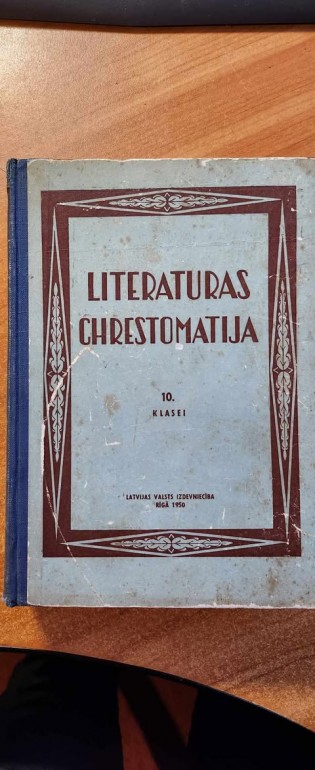 LITERATURAS
CHRESTOMATIJA
10.
KLASEI
LATVIJAS VALSTS IZDEVNIECĪBA
RĪGĀ 1950